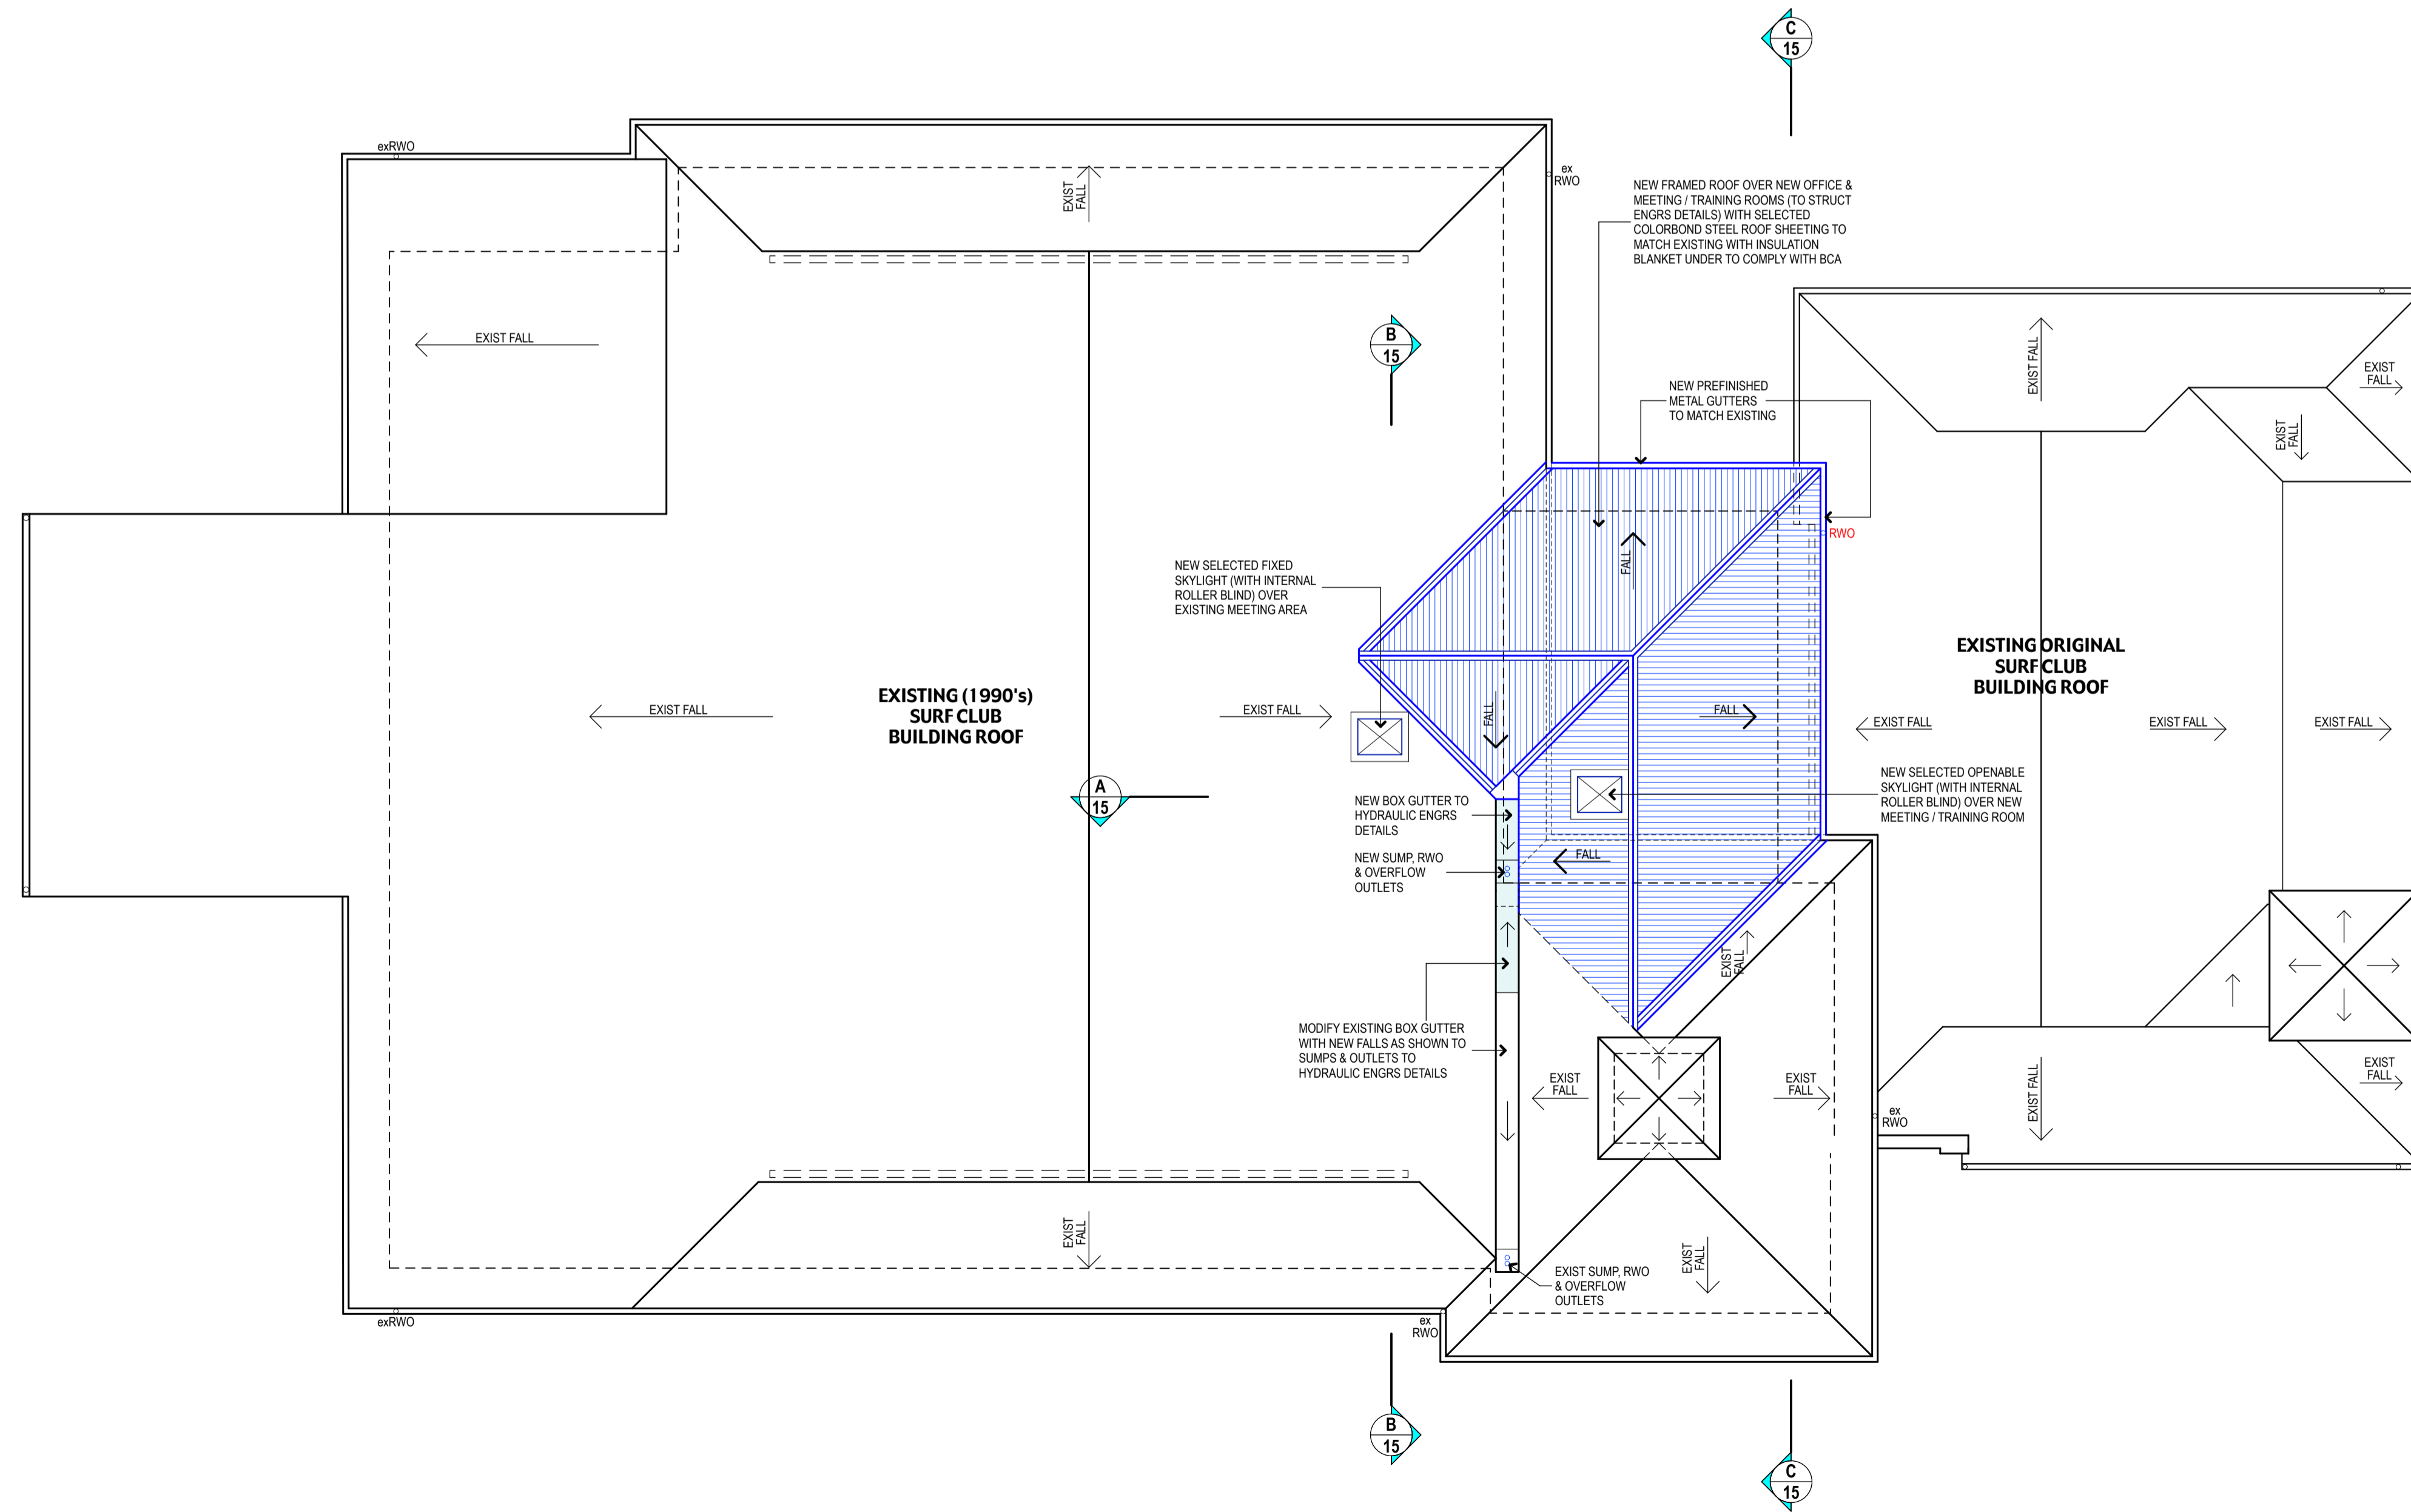 C
15
exRWO
ex
RWO
EXIST
FALL
NEW FRAMED ROOF OVER NEW OFFICE &
MEETING / TRAINING ROOMS (TO STRUCT
ENGRS DETAILS) WITH SELECTED
COLORBOND STEEL ROOF SHEETING TO
MATCH EXISTING WITH INSULATION
BLANKET UNDER TO COMPLY WITH BCA
EXIST FALL
B
15
EXIST FALL
EXIST
FALL
NEW PREFINISHED
METAL GUTTERS
TO MATCH EXISTING
EXIST
FALL
RWO
FALL
NEW SELECTED FIXED
SKYLIGHT (WITH INTERNAL
ROLLER BLIND) OVER
EXISTING MEETING AREA
EXISTING ORIGINAL
SURF CLUB
BUILDING ROOF
EXISTING (1990's)
SURF CLUB
BUILDING ROOF
EXIST FALL
EXIST FALL
FALL
FALL
EXIST FALL
EXIST FALL
EXIST FALL
A
15
NEW SELECTED OPENABLE
SKYLIGHT (WITH INTERNAL
ROLLER BLIND) OVER NEW
MEETING / TRAINING ROOM
NEW BOX GUTTER TO
HYDRAULIC ENGRS
DETAILS
NEW SUMP, RWO
& OVERFLOW
OUTLETS
FALL
EXIST
FALL
MODIFY EXISTING BOX GUTTER
WITH NEW FALLS AS SHOWN TO
SUMPS & OUTLETS TO
HYDRAULIC ENGRS DETAILS
EXIST
FALL
EXIST
FALL
ex
RWO
EXIST FALL
EXIST
FALL
EXIST
FALL
EXIST
FALL
EXIST SUMP, RWO
& OVERFLOW
OUTLETS
exRWO
ex
RWO
B
15
C
15